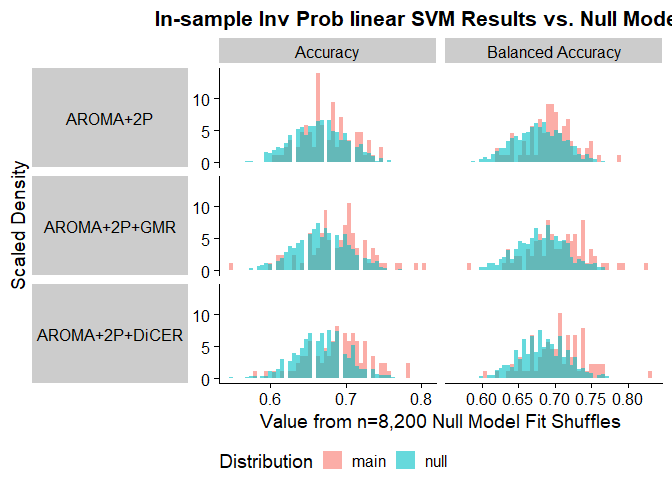 In-sample Inv Prob linear SVM Results vs. Null Mode
Accuracy
Balanced Accuracy
Scaled Density
AROMA+2P
10
5
0
AROMA+2P+GMR
10
5
0
AROMA+2P+DiCER
10
5
0
0.6 0.7 0.8
0.60 0.65 0.70 0.75 0.80
Value from n=8,200 Null Model Fit Shuffles
Distribution main null